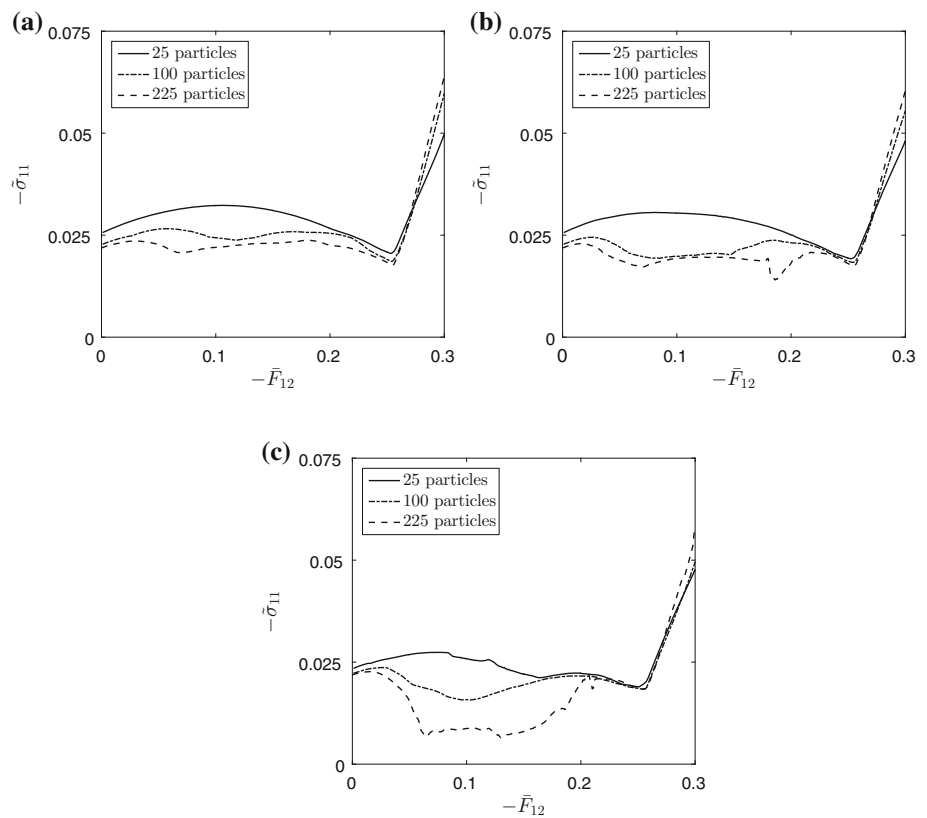 (a)
0.075
0.05
0.025
0
−σ̃₁₁
25 particles
100 particles
225 particles
0 0.1 0.2 0.3
−F̄₁₂
(b)
0.075
0.05
0.025
0
−σ̃₁₁
25 particles
100 particles
225 particles
0 0.1 0.2 0.3
−F̄₁₂
(c)
0.075
0.05
0.025
0
−σ̃₁₁
25 particles
100 particles
225 particles
0 0.1 0.2 0.3
−F̄₁₂